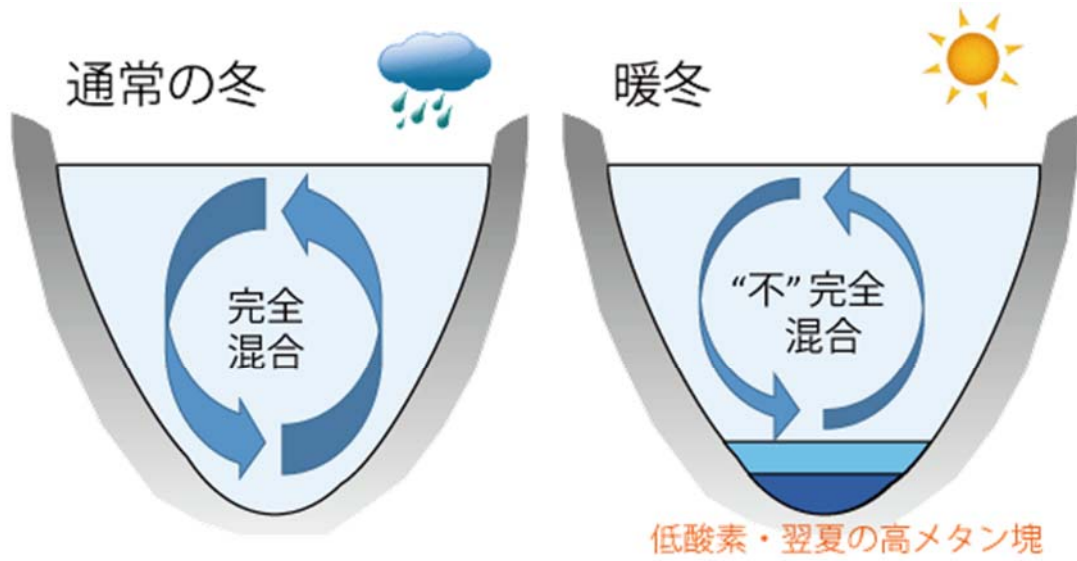 通常の冬
暖冬
完全
混合
“不” 完全
混合
低酸素・翌夏の高メタン塊